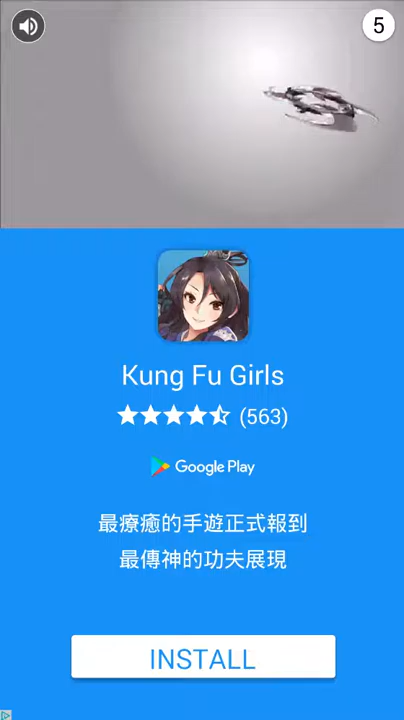 5
Kung Fu Girls
(563)
Google Play
最療癒的手遊正式報到
最傳神的功夫展現
INSTALL